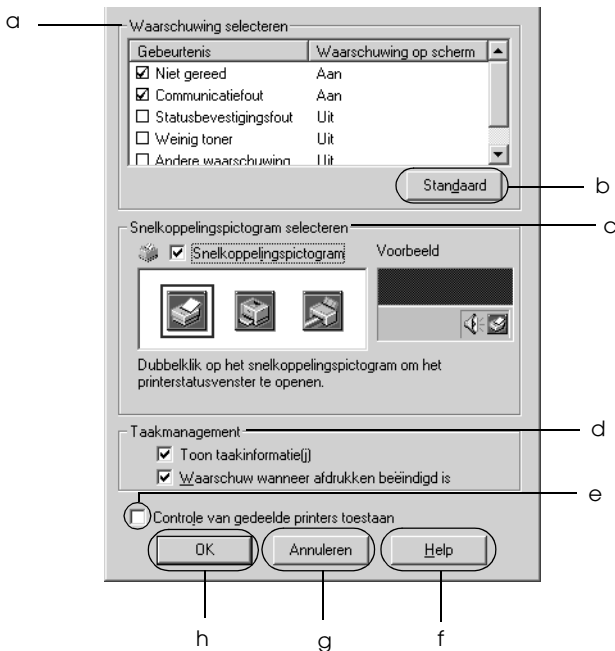 a
Waarschuwing selecteren
Gebeurtenis Waarschuwing op scherm
Niet gereed Aan
Communicatiefout Aan
Statusbevestigingsfout Uit
Weinig toner Uit
Andere waarschuwing Uit
Standaard
b
Snelkoppelingspictogram selecteren
c
Snelkoppelingspictogram
Voorbeeld
Dubbelklik op het snelkoppelingspictogram om het
printerstatusvenster te openen.
Taakmanagement
d
Toon taakinformatie(j)
Waarschuw wanneer afdrukken beëindigd is
e
Controle van gedeelde printers toestaan
OK Annuleren Help
h g f